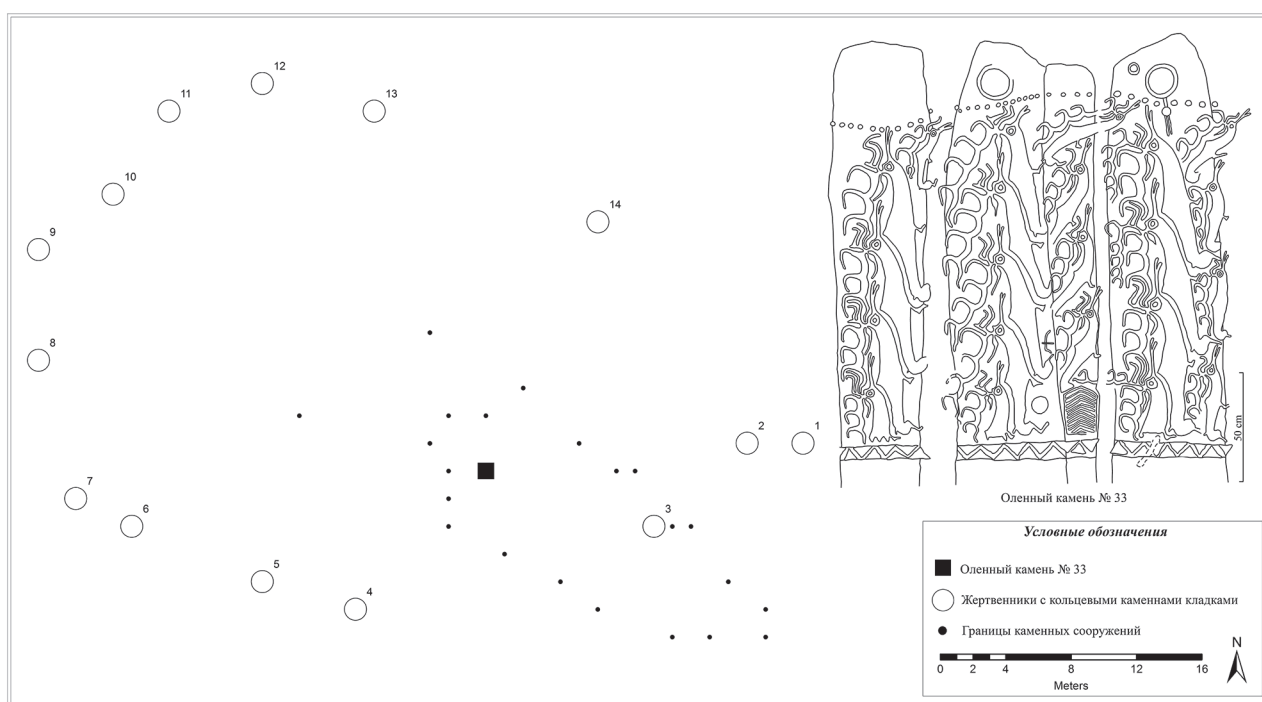 12
11
13
10
14
9
8
2
1
7
6
3
5
4
50 cm
Оленный камень № 33
Условные обозначения
Оленный камень № 33
Жертвенники с кольцевыми каменнами кладками
Границы каменных сооружений
N
0 2 4 8 12 16
Meters